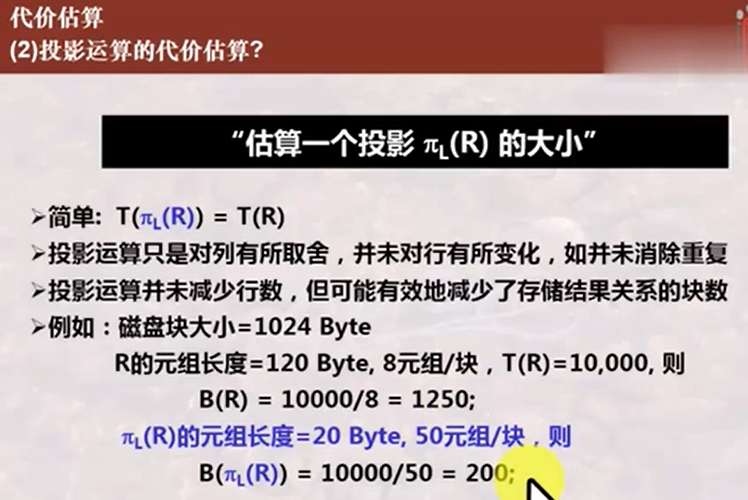 代价估算
(2)投影运算的代价估算?
“估算一个投影 πL(R) 的大小”
➢简单: T(πL(R)) = T(R)
➢投影运算只是对列有所取舍，并未对行有所变化，如并未消除重复
➢投影运算并未减少行数，但可能有效地减少了存储结果关系的块数
➢例如：磁盘块大小=1024 Byte
R的元组长度=120 Byte, 8元组/块，T(R)=10,000, 则
B(R) = 10000/8 = 1250;
πL(R)的元组长度=20 Byte, 50元组/块，则
B(πL(R)) = 10000/50 = 200;